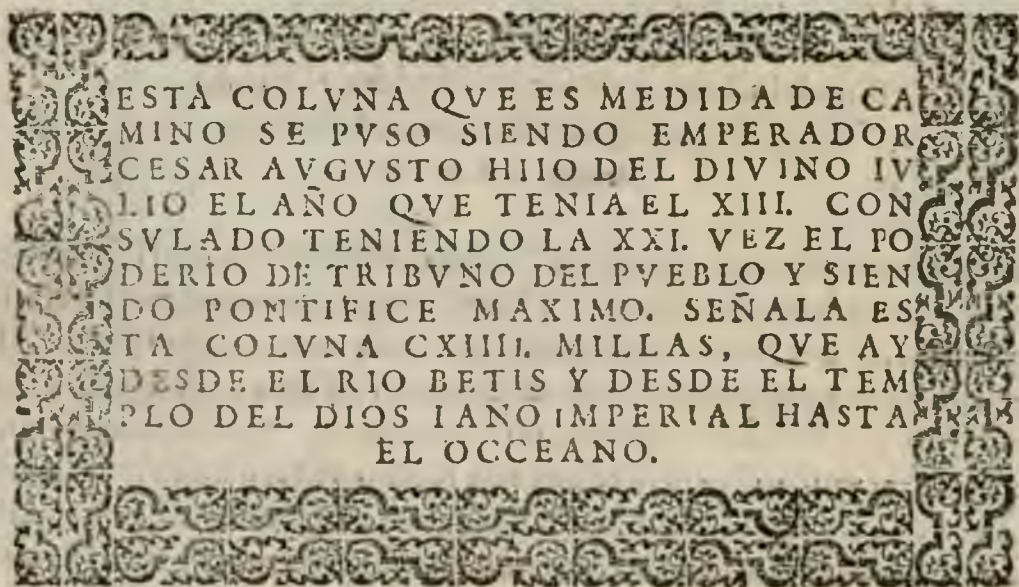 ESTA COLVNA QVE ES MEDIDA DE CA
MINO SE PVSO SIENDO EMPERADOR
CESAR AVGVSTO HIIO DEL DIVINO IV
LIO EL AÑO QVE TENIA EL XIII. CON
SVLADO TENIENDO LA XXI. VEZ EL PO
DERIO DE TRIBVNO DEL PVEBLO Y SIEN
DO PONTIFICE MAXIMO. SEÑALA ES
TA COLVNA CXIIII. MILLAS, QVE AY
DESDE EL RIO BETIS Y DESDE EL TEM
PLO DEL DIOS IANO IMPERIAL HASTA
EL OCCEANO.